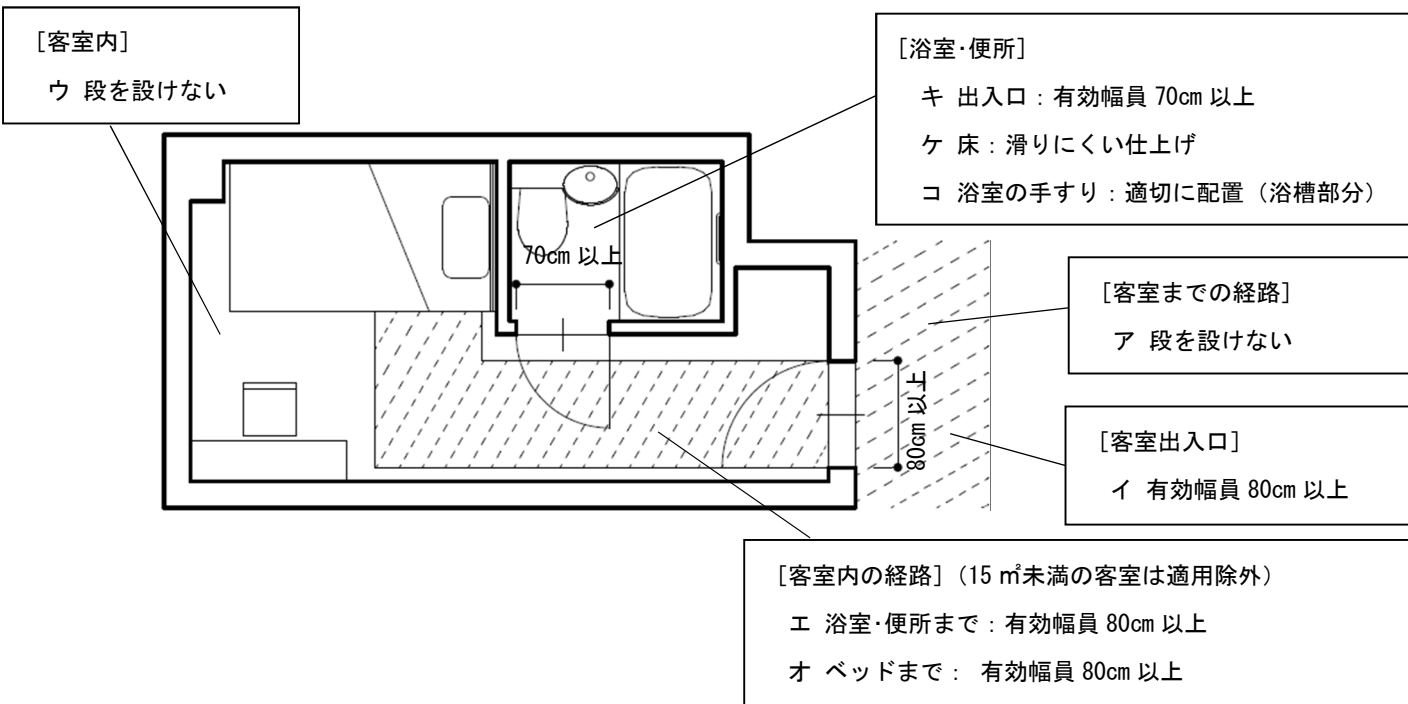 [客室内]
ウ 段を設けない
[浴室･便所]
キ 出入口：有効幅員 70cm 以上
ケ 床：滑りにくい仕上げ
コ 浴室の手すり：適切に配置（浴槽部分）
70cm 以上
[客室までの経路]
ア 段を設けない
80cm 以上
[客室出入口]
イ 有効幅員 80cm 以上
[客室内の経路]（15 ㎡未満の客室は適用除外）
エ 浴室･便所まで：有効幅員 80cm 以上
オ ベッドまで： 有効幅員 80cm 以上